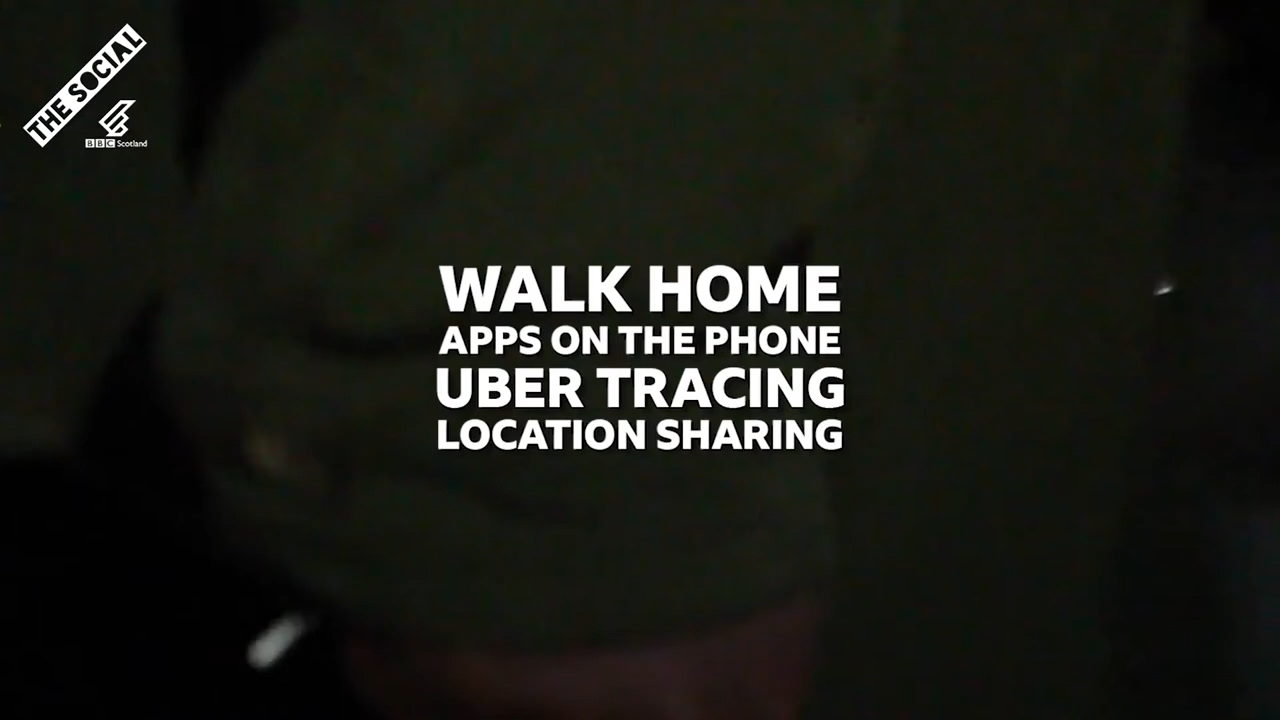 THE SOCIAL
BBC Scotland
WALK HOME
APPS ON THE PHONE
UBER TRACING
LOCATION SHARING